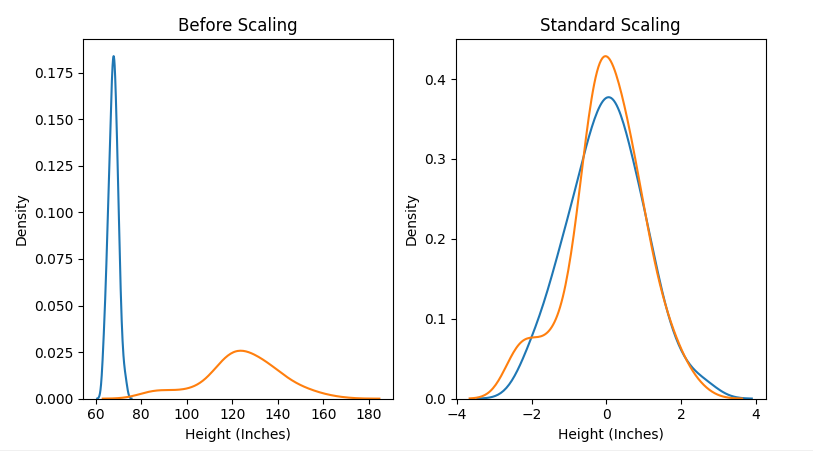 Before Scaling
Density
0.175
0.150
0.125
0.100
0.075
0.050
0.025
0.000
60 80 100 120 140 160 180
Height (Inches)
Standard Scaling
Density
0.4
0.3
0.2
0.1
0.0
−4 −2 0 2 4
Height (Inches)